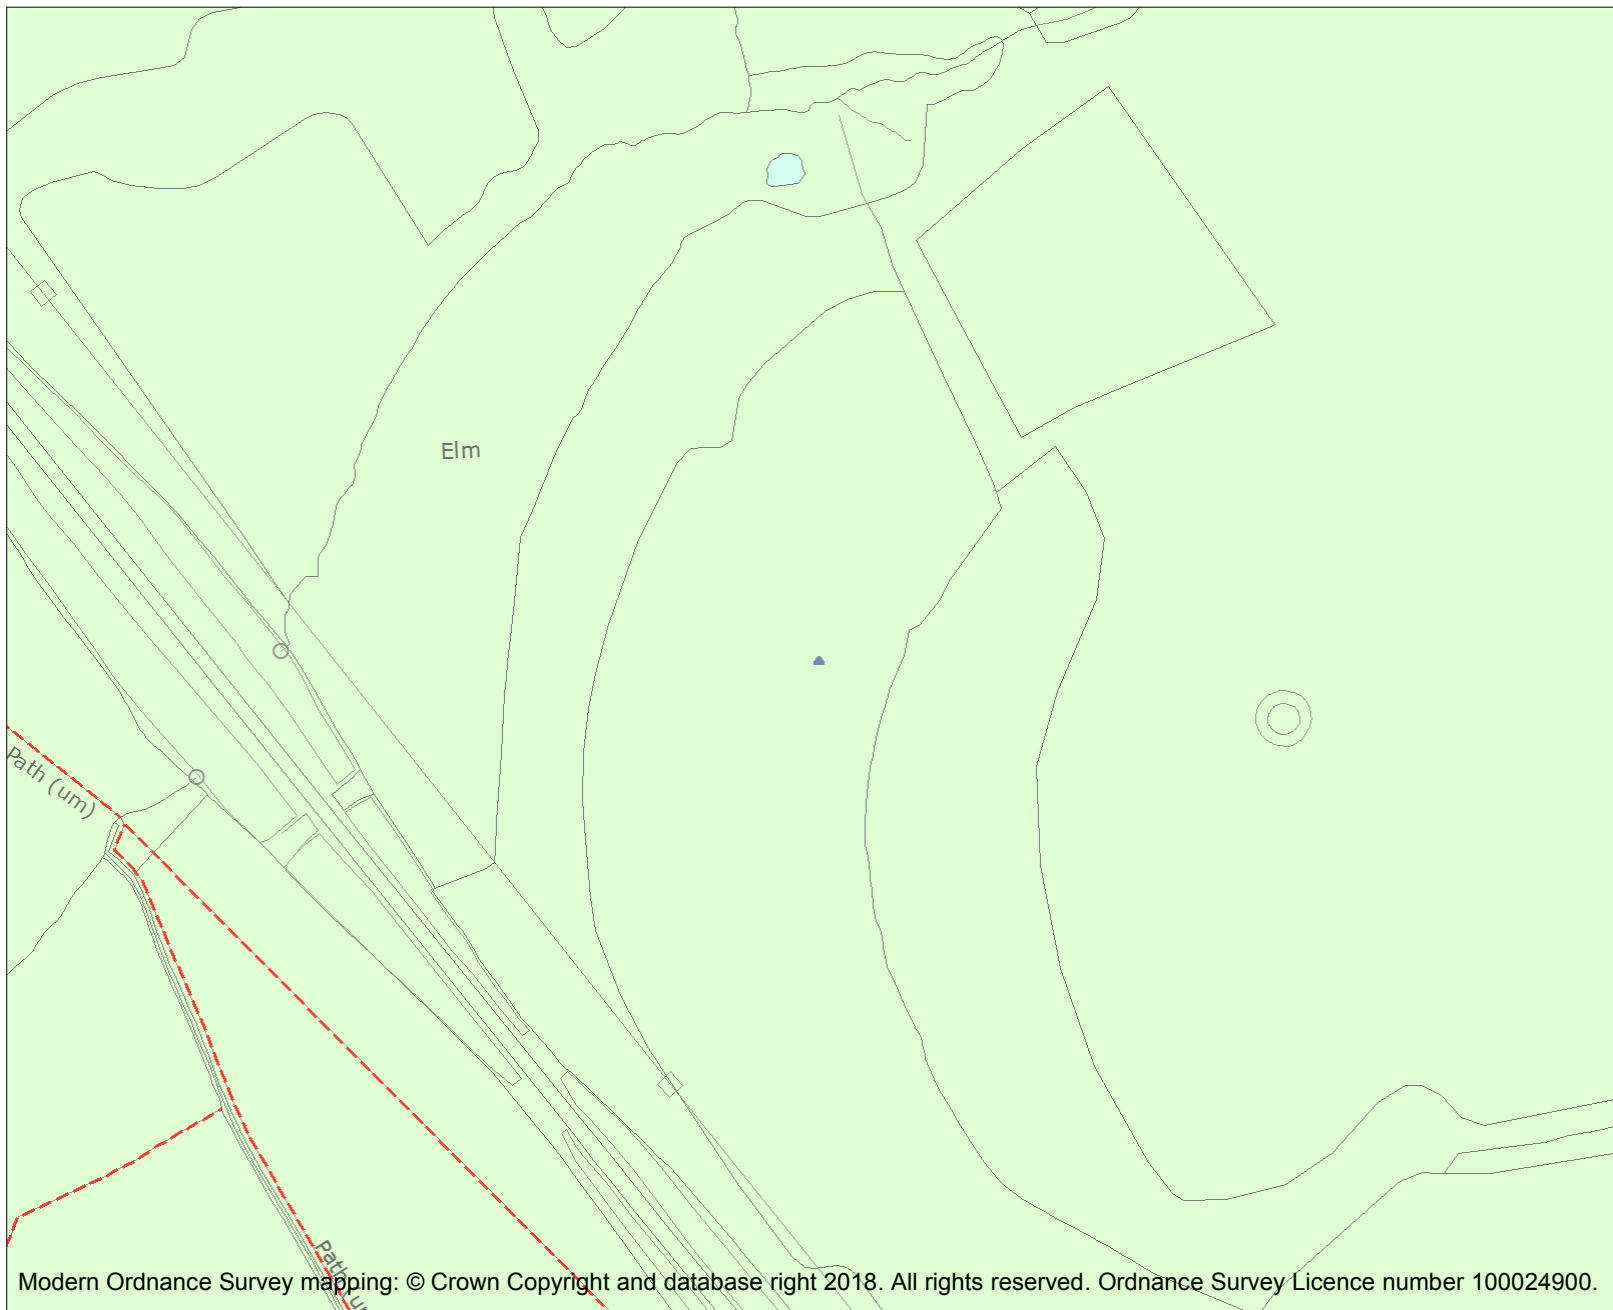 Elm
Path (um)
Path (u
Modern Ordnance Survey mapping: © Crown Copyright and database right 2018. All rights reserved. Ordnance Survey Licence number 100024900.